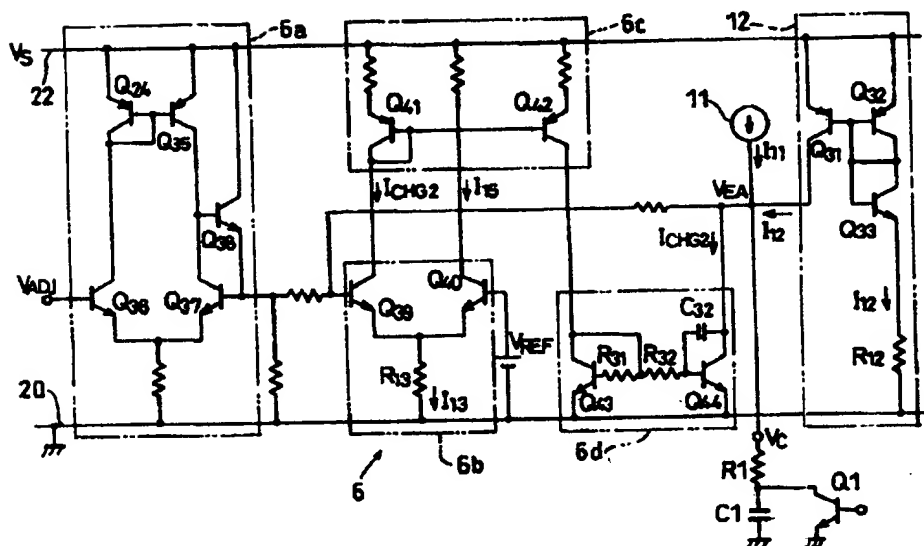 6a
6c
12
VS
22
Q24
Q35
Q41
Q42
11
I11
Q32
Q31
Q38
ICHG2
I15
VEA
I12
Q33
ICHG2
VADJ
Q36
Q37
Q39
Q40
C32
I12
R31
R32
VREF
R12
R13
I13
Q43
Q44
20
6
6b
6d
VC
R1
Q1
C1